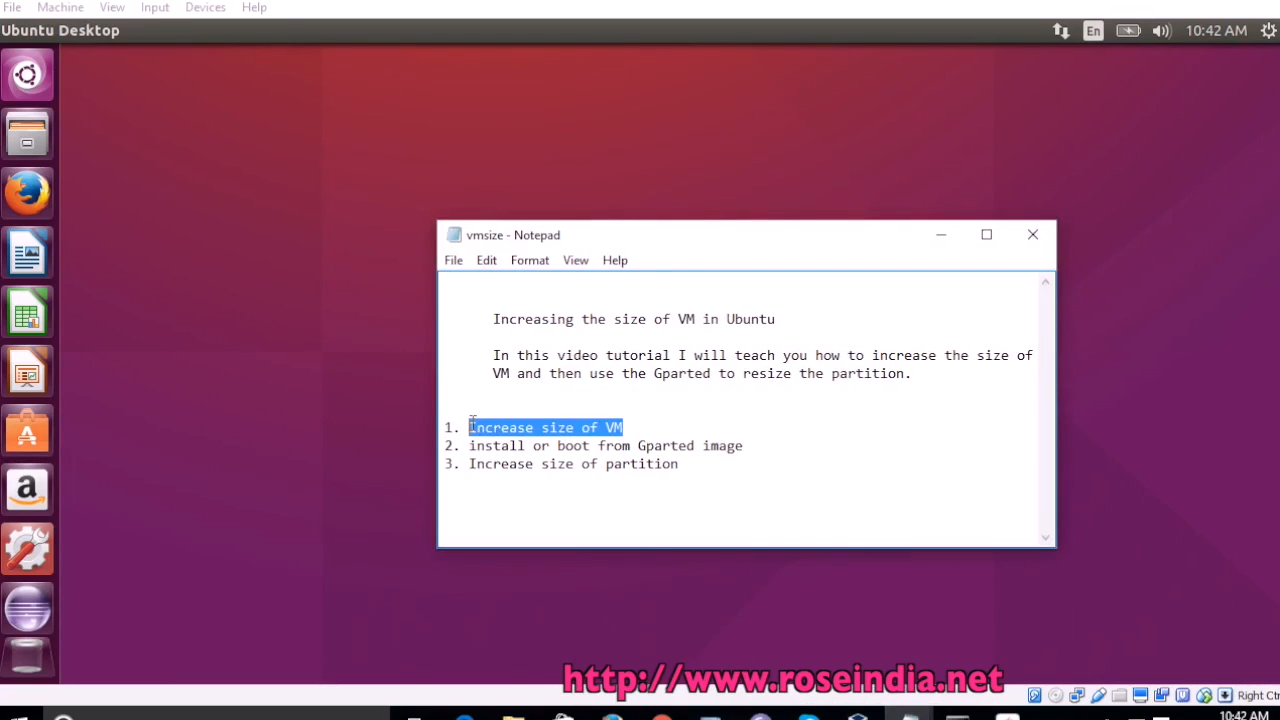 File Machine View Input Devices Help
Ubuntu Desktop En 10:42 AM
vmsize - Notepad
File Edit Format View Help
Increasing the size of VM in Ubuntu
In this video tutorial I will teach you how to increase the size of
VM and then use the Gparted to resize the partition.
1. Increase size of VM
2. install or boot from Gparted image
3. Increase size of partition
http://www.roseindia.net
Right Ctr
10:42 AM